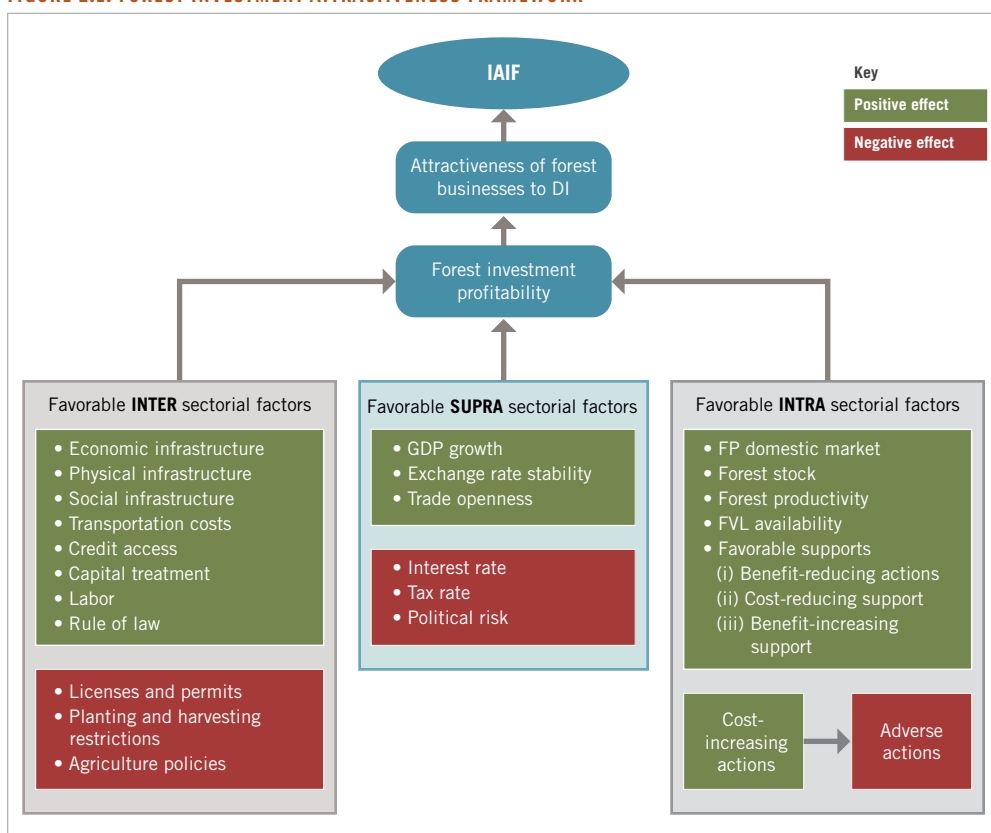 IAIF
Key
Positive effect
Negative effect
Attractiveness of forest
businesses to DI
Forest investment
profitability
Favorable INTER sectorial factors
• Economic infrastructure
• Physical infrastructure
• Social infrastructure
• Transportation costs
• Credit access
• Capital treatment
• Labor
• Rule of law
• Licenses and permits
• Planting and harvesting
restrictions
• Agriculture policies
Favorable SUPRA sectorial factors
• GDP growth
• Exchange rate stability
• Trade openness
• Interest rate
• Tax rate
• Political risk
Favorable INTRA sectorial factors
• FP domestic market
• Forest stock
• Forest productivity
• FVL availability
• Favorable supports
(i) Benefit-reducing actions
(ii) Cost-reducing support
(iii) Benefit-increasing
support
Cost-
increasing
actions
Adverse
actions